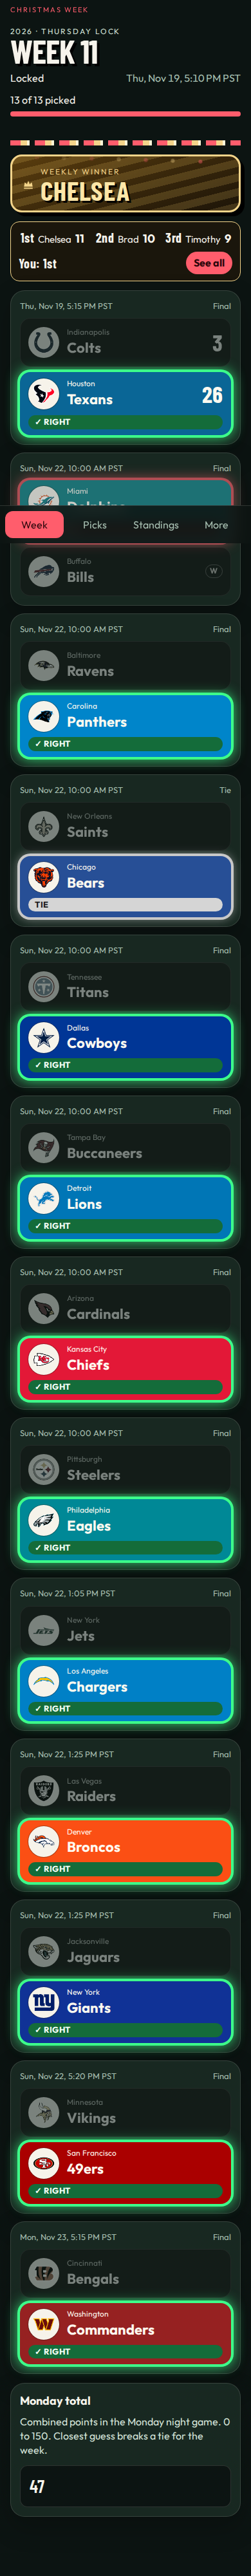 CHRISTMAS WEEK
2026 · THURSDAY LOCK
WEEK 11
Locked
Thu, Nov 19, 5:10 PM PST
13 of 13 picked
WEEKLY WINNER
CHELSEA
1st Chelsea 11 2nd Brad 10 3rd Timothy 9
You: 1st
See all
Thu, Nov 19, 5:15 PM PST
Final
Indianapolis
Colts
3
Houston
Texans
26
✓ RIGHT
Sun, Nov 22, 10:00 AM PST
Final
Miami
Dolphins
Week
Picks
Standings
More
Buffalo
Bills
W
Sun, Nov 22, 10:00 AM PST
Final
Baltimore
Ravens
Carolina
Panthers
✓ RIGHT
Sun, Nov 22, 10:00 AM PST
Tie
New Orleans
Saints
Chicago
Bears
TIE
Sun, Nov 22, 10:00 AM PST
Final
Tennessee
Titans
Dallas
Cowboys
✓ RIGHT
Sun, Nov 22, 10:00 AM PST
Final
Tampa Bay
Buccaneers
Detroit
Lions
✓ RIGHT
Sun, Nov 22, 10:00 AM PST
Final
Arizona
Cardinals
Kansas City
Chiefs
✓ RIGHT
Sun, Nov 22, 10:00 AM PST
Final
Pittsburgh
Steelers
Philadelphia
Eagles
✓ RIGHT
Sun, Nov 22, 1:05 PM PST
Final
New York
Jets
Los Angeles
Chargers
✓ RIGHT
Sun, Nov 22, 1:25 PM PST
Final
Las Vegas
Raiders
Denver
Broncos
✓ RIGHT
Sun, Nov 22, 1:25 PM PST
Final
Jacksonville
Jaguars
New York
Giants
✓ RIGHT
Sun, Nov 22, 5:20 PM PST
Final
Minnesota
Vikings
San Francisco
49ers
✓ RIGHT
Mon, Nov 23, 5:15 PM PST
Final
Cincinnati
Bengals
Washington
Commanders
✓ RIGHT
Monday total
Combined points in the Monday night game. 0
to 150. Closest guess breaks a tie for the
week.
47